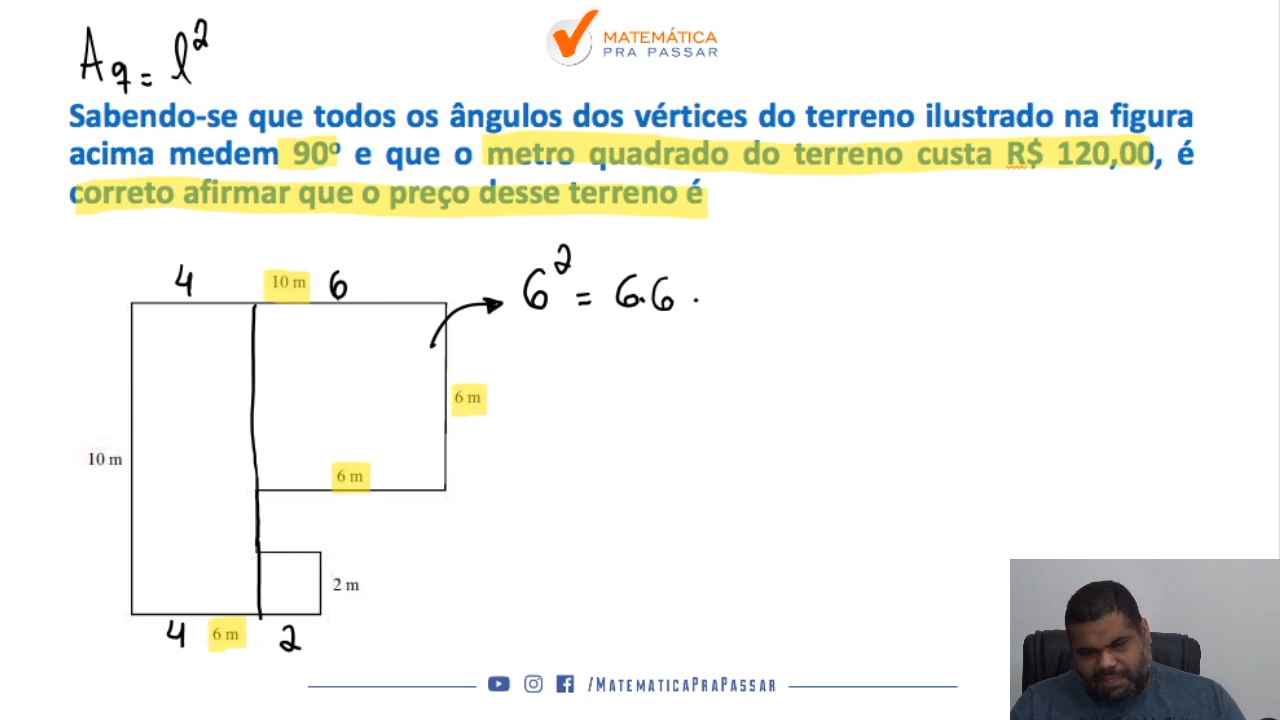 A q = l²
MATEMÁTICA
PRA PASSAR
Sabendo-se que todos os ângulos dos vértices do terreno ilustrado na figura
acima medem 90º e que o metro quadrado do terreno custa R$ 120,00, é
correto afirmar que o preço desse terreno é
4 10 m 6
6² = 6.6 .
6 m
10 m
6 m
2 m
4 6 m 2
/MATEMATICAPRAPASSAR